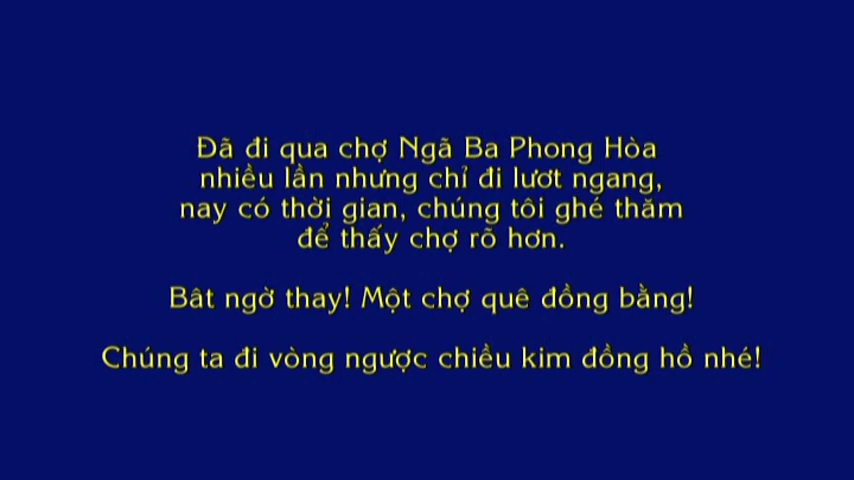 Đã đi qua chợ Ngã Ba Phong Hòa
nhiều lần nhưng chỉ đi lươt ngang,
nay có thời gian, chúng tôi ghé thăm
để thấy chợ rõ hơn.
Bât ngờ thay! Một chợ quê đồng bằng!
Chúng ta đi vòng ngược chiều kim đồng hồ nhé!